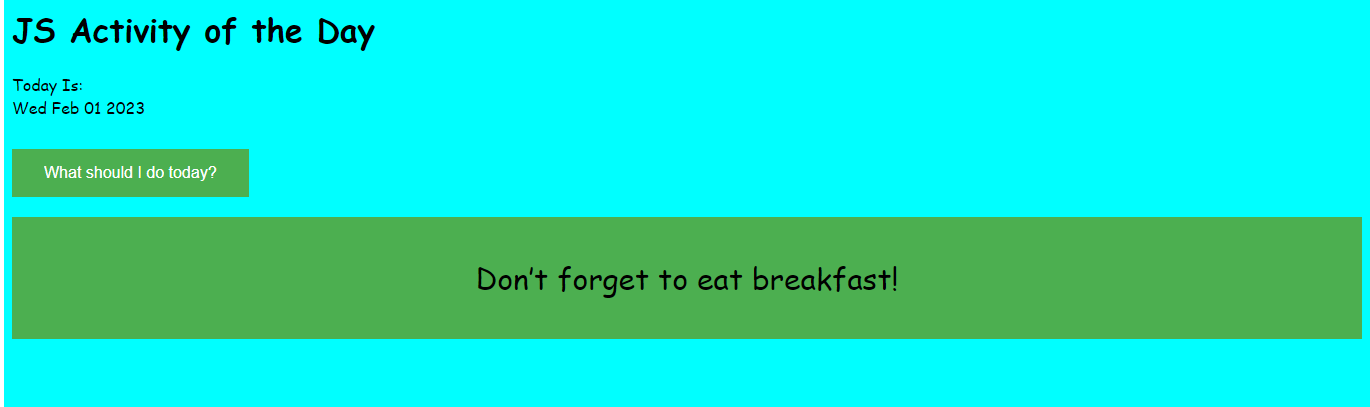 JS Activity of the Day
Today Is:
Wed Feb 01 2023
What should I do today?
Don't forget to eat breakfast!